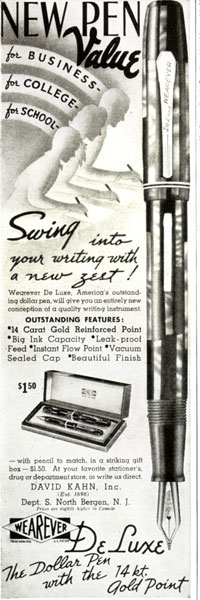 NEW PEN
Value
for BUSINESS-
for COLLEGE-
for SCHOOL-
De Luxe WEAREVER
Swing into
your writing with
a new zest!
Wearever De Luxe, America's outstand-
ing dollar pen, will give you an entirely new
conception of a quality writing instrument.
OUTSTANDING FEATURES:
*14 Carat Gold Reinforced Point
*Big Ink Capacity *Leak-proof
Feed *Instant Flow Point *Vacuum
Sealed Cap *Beautiful Finish
$1.50
—with pencil to match, in a striking gift
box—$1.50. At your favorite stationer's,
drug or department store, or write us direct.
DAVID KAHN, Inc.
(Est. 1896)
Dept. S. North Bergen, N. J.
Prices are slightly higher in Canada
WEAREVER
De Luxe
The Dollar Pen
with the 14 kt.
Gold Point